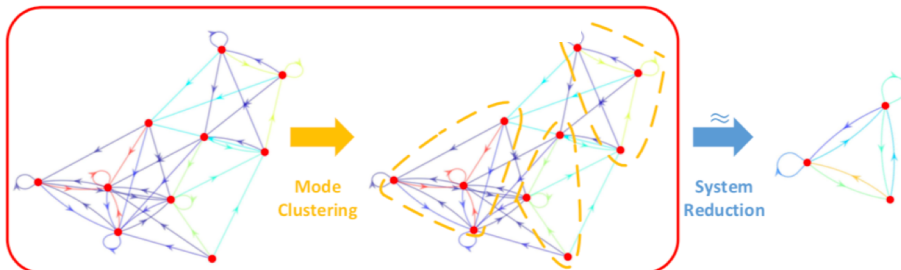 Mode
Clustering
≈
System
Reduction